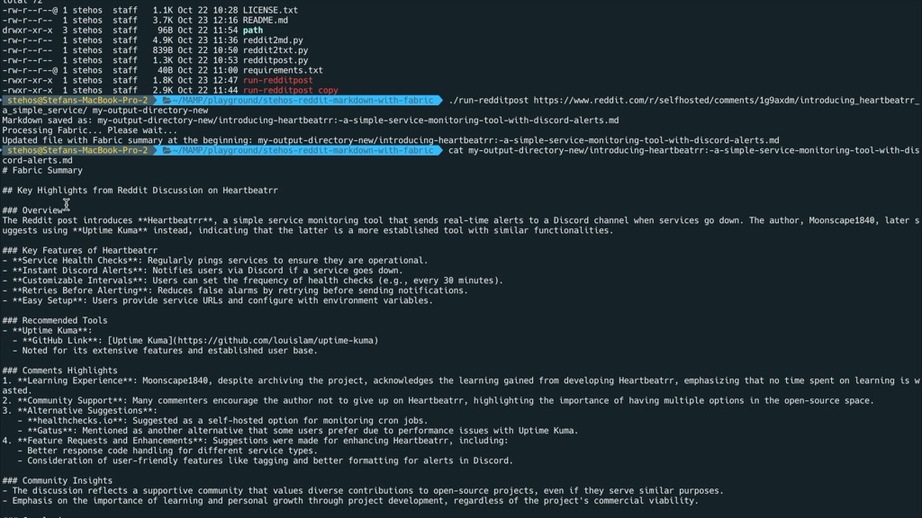 total 72
-rw-r--r--@ 1 stehos  staff   1.1K Oct 22 10:28 LICENSE.txt
-rw-r--r--  1 stehos  staff   3.7K Oct 23 12:16 README.md
drwxr-xr-x  3 stehos  staff    96B Oct 22 11:54 path
-rw-r--r--  1 stehos  staff   4.9K Oct 23 11:36 reddit2md.py
-rw-r--r--  1 stehos  staff   839B Oct 22 10:50 reddit2txt.py
-rw-r--r--  1 stehos  staff   1.3K Oct 22 10:53 redditpost.py
-rw-r--r--  1 stehos  staff    40B Oct 22 11:00 requirements.txt
-rwxr-xr-x  1 stehos  staff   1.8K Oct 23 12:47 run-redditpost
-rwxr-xr-x  1 stehos  staff   2.9K Oct 22 11:44 run-redditpost copy
stehos@Stefans-MacBook-Pro-2 ~/MAMP/playground/stehos-reddit-markdown-with-fabric ./run-redditpost https://www.reddit.com/r/selfhosted/comments/1g9axdm/introducing_heartbeatrr_
a_simple_service/ my-output-directory-new
Markdown saved as: my-output-directory-new/introducing-heartbeatrr:-a-simple-service-monitoring-tool-with-discord-alerts.md
Processing Fabric... Please wait...
Updated file with Fabric summary at the beginning: my-output-directory-new/introducing-heartbeatrr:-a-simple-service-monitoring-tool-with-discord-alerts.md
stehos@Stefans-MacBook-Pro-2 ~/MAMP/playground/stehos-reddit-markdown-with-fabric cat my-output-directory-new/introducing-heartbeatrr:-a-simple-service-monitoring-tool-with-dis
cord-alerts.md
# Fabric Summary
## Key Highlights from Reddit Discussion on Heartbeatrr
### Overview
The Reddit post introduces **Heartbeatrr**, a simple service monitoring tool that sends real-time alerts to a Discord channel when services go down. The author, Moonscape1840, later s
uggests using **Uptime Kuma** instead, indicating that the latter is a more established tool with similar functionalities.
### Key Features of Heartbeatrr
- **Service Health Checks**: Regularly pings services to ensure they are operational.
- **Instant Discord Alerts**: Notifies users via Discord if a service goes down.
- **Customizable Intervals**: Users can set the frequency of health checks (e.g., every 30 minutes).
- **Retries Before Alerting**: Reduces false alarms by retrying before sending notifications.
- **Easy Setup**: Users provide service URLs and configure with environment variables.
### Recommended Tools
- **Uptime Kuma**:
- **GitHub Link**: [Uptime Kuma](https://github.com/louislam/uptime-kuma)
- Noted for its extensive features and established user base.
### Comments Highlights
1. **Learning Experience**: Moonscape1840, despite archiving the project, acknowledges the learning gained from developing Heartbeatrr, emphasizing that no time spent on learning is w
asted.
2. **Community Support**: Many commenters encourage the author not to give up on Heartbeatrr, highlighting the importance of having multiple options in the open-source space.
3. **Alternative Suggestions**:
- **healthchecks.io**: Suggested as a self-hosted option for monitoring cron jobs.
- **Gatus**: Mentioned as another alternative that some users prefer due to performance issues with Uptime Kuma.
4. **Feature Requests and Enhancements**: Suggestions were made for enhancing Heartbeatrr, including:
- Better response code handling for different service types.
- Consideration of user-friendly features like tagging and better formatting for alerts in Discord.
### Community Insights
- The discussion reflects a supportive community that values diverse contributions to open-source projects, even if they serve similar purposes.
- Emphasis on the importance of learning and personal growth through project development, regardless of the project's commercial viability.